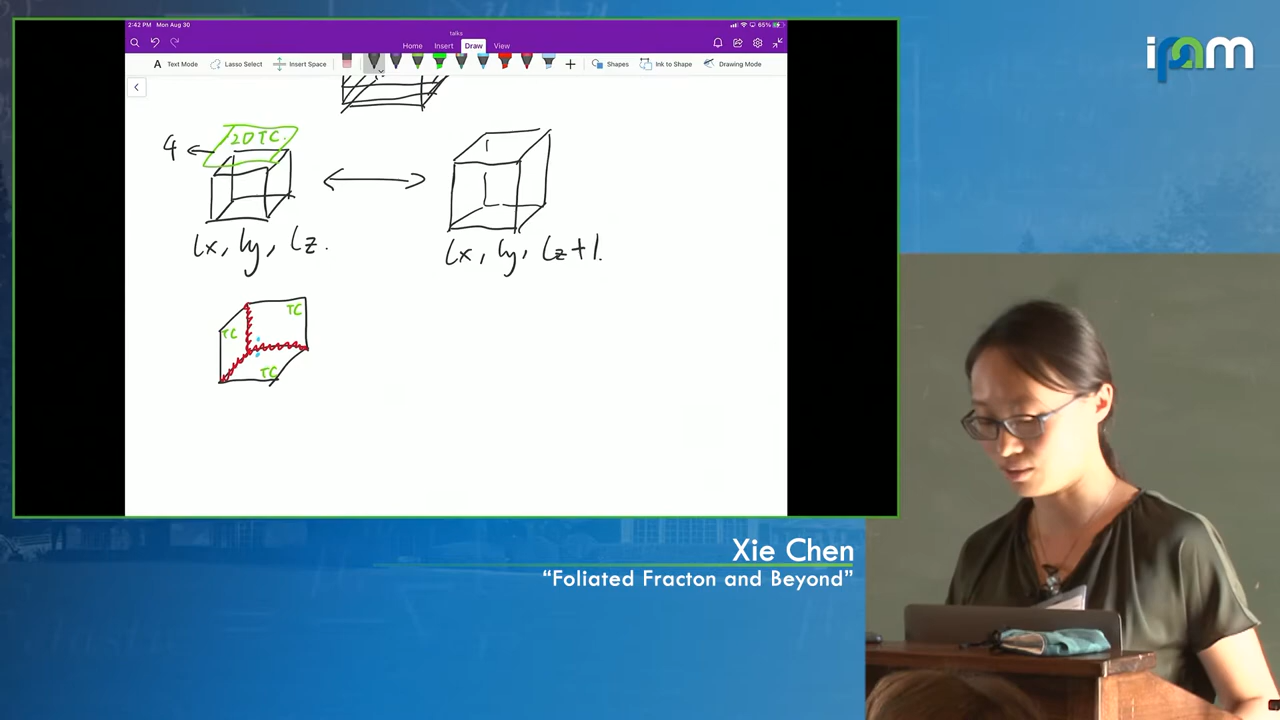 2:42 PM Mon Aug 30
65%
talks
Home Insert Draw View
Text Mode
Lasso Select
Insert Space
Shapes
Ink to Shape
Drawing Mode
ipam
2D TC.
4
lx, ly, lz.
lx, ly, lz+1.
TC
TC
TC
Xie Chen
“Foliated Fracton and Beyond”